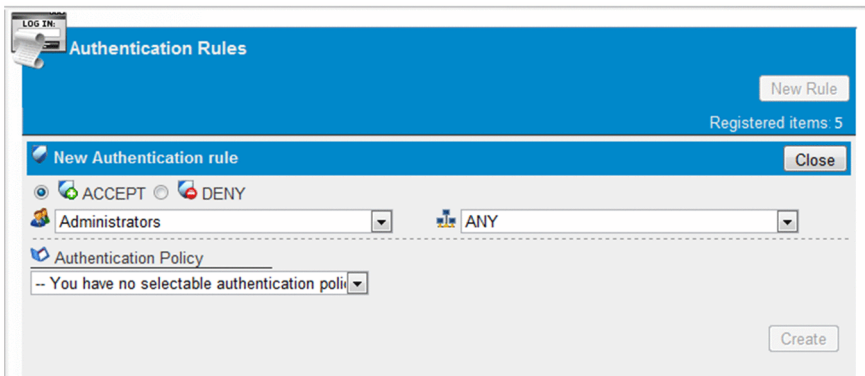 LOG IN:
Authentication Rules
New Rule
Registered items: 5
New Authentication rule
Close
ACCEPT DENY
Administrators ANY
Authentication Policy
-- You have no selectable authentication poli
Create